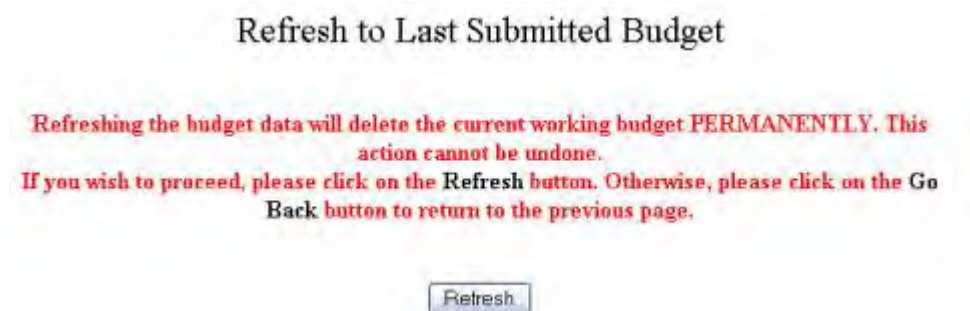 Refresh to Last Submitted Budget
Refreshing the budget data will delete the current working budget PERMANENTLY. This
action cannot be undone.
If you wish to proceed, please click on the Refresh button. Otherwise, please click on the Go
Back button to return to the previous page.
Refresh